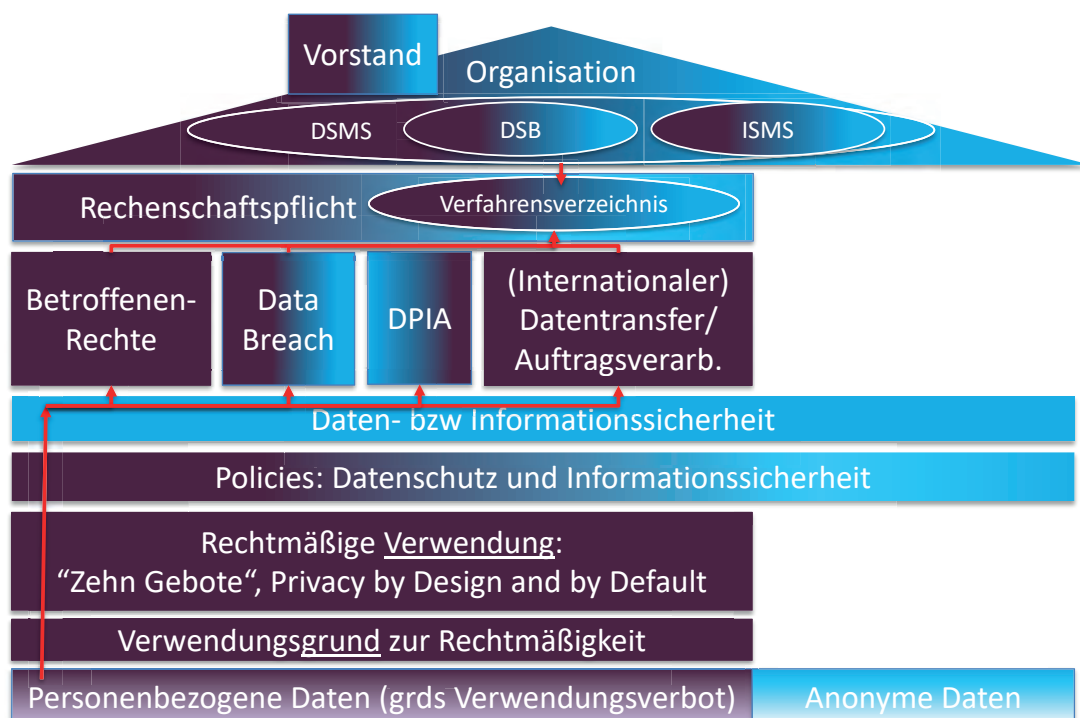 Vorstand
Organisation
DSMS
DSB
ISMS
Rechenschaftspflicht
Verfahrensverzeichnis
Betroffenen-
Rechte
Data
Breach
DPIA
(Internationaler)
Datentransfer/
Auftragsverarb.
Daten- bzw Informationssicherheit
Policies: Datenschutz und Informationssicherheit
Rechtmäßige Verwendung:
“Zehn Gebote“, Privacy by Design and by Default
Verwendungsgrund zur Rechtmäßigkeit
Personenbezogene Daten (grds Verwendungsverbot)
Anonyme Daten